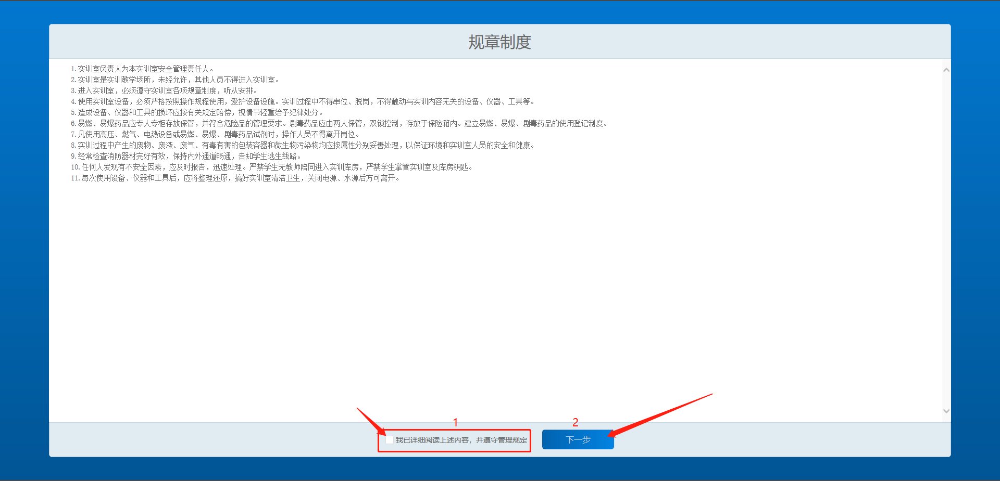 规章制度
1. 实训室负责人为本实训室安全管理责任人。
2. 实训室是实训教学场所，未经允许，其他人员不得进入实训室。
3. 进入实训室，必须遵守实训室各项规章制度，听从安排。
4. 使用实训室设备，必须严格按照操作规程使用，爱护设备设施。实训过程中不得串位、脱岗，不得触动与实训内容无关的设备、仪器、工具等。
5. 造成设备、仪器和工具的损坏应按有关规定赔偿，视情节轻重给予纪律处分。
6. 易燃、易爆药品应专人专柜存放保管，并符合危险品的管理要求。剧毒药品应由两人保管，双锁控制，存放于保险箱内。建立易燃、易爆、剧毒药品的使用登记制度。
7. 凡使用高压、燃气、电热设备或易燃、易爆、剧毒药品试剂时，操作人员不得离开岗位。
8. 实训过程中产生的废物、废液、废气、有毒有害的包装容器和微生物污染物均应按属性分别妥善处理，以保证环境和实训室人员的安全和健康。
9. 经常检查消防器材完好有效，保持内外通道畅通，告知学生逃生线路。
10. 任何人发现有不安全因素，应及时报告，迅速处理。严禁学生无教师陪同进入实训库房，严禁学生掌管实训室及库房钥匙。
11. 每次使用设备、仪器和工具后，应将整理还原，搞好实训室清洁卫生，关闭电源、水源后方可离开。
1 2
我已详细阅读上述内容，并遵守管理规定 下一步